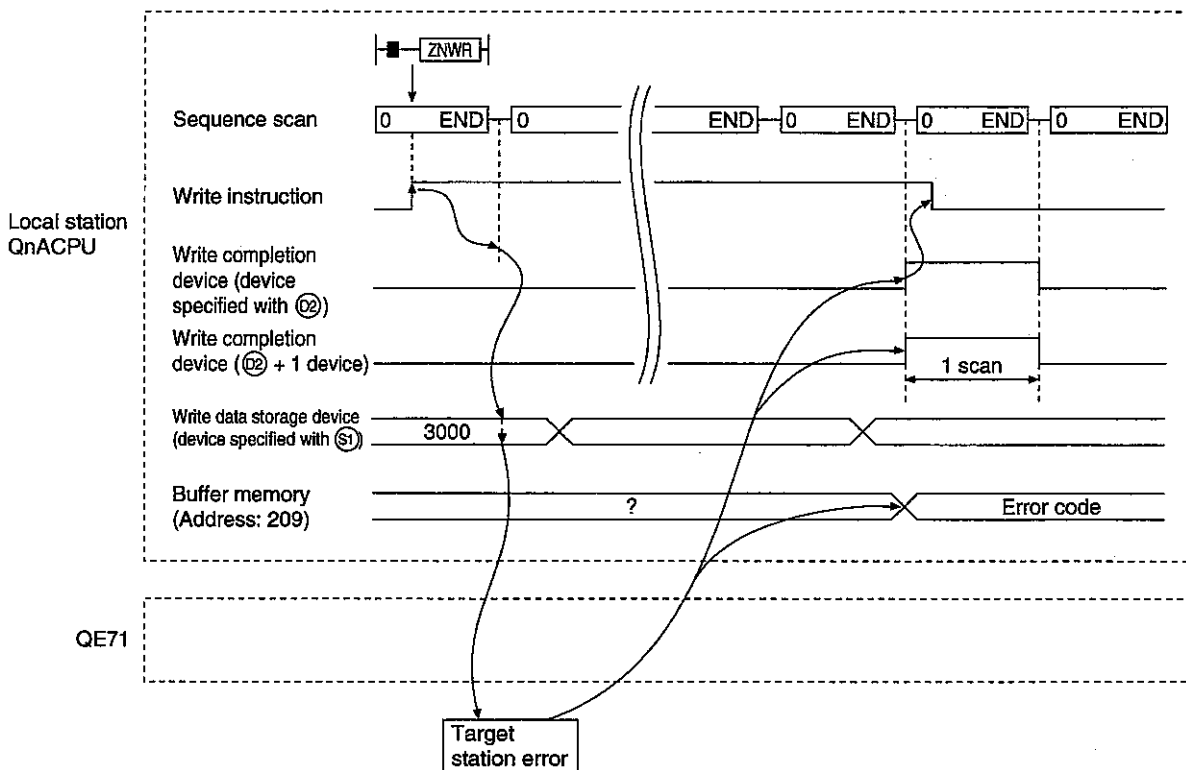 ZNWR
Sequence scan
0 END 0 END 0 END 0 END 0 END
Write instruction
Local station
QnACPU
Write completion
device (device
specified with D2)
Write completion
device (D2 + 1 device)
1 scan
Write data storage device
(device specified with S1)
3000
Buffer memory
(Address: 209)
?
Error code
QE71
Target
station error